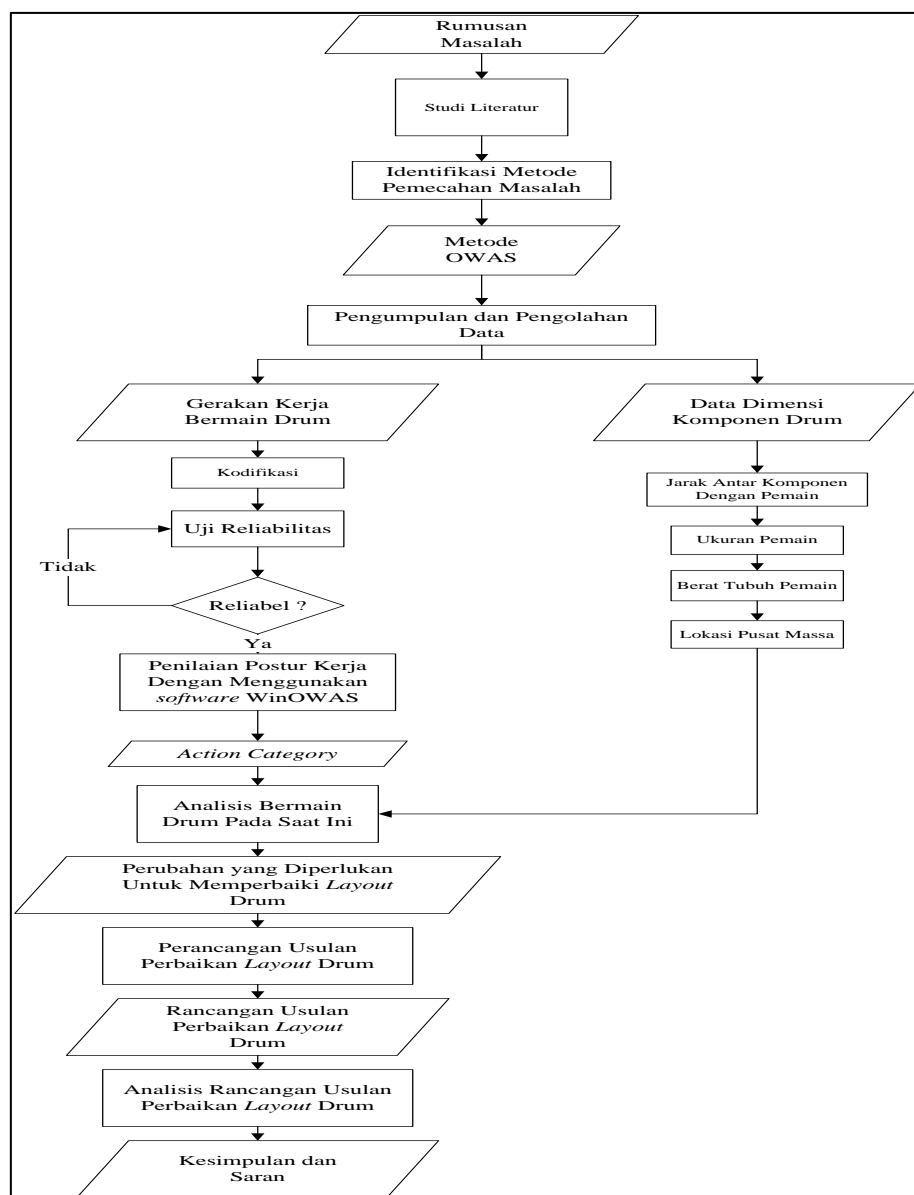 Rumusan
Masalah
Studi Literatur
Identifikasi Metode
Pemecahan Masalah
Metode
OWAS
Pengumpulan dan Pengolahan
Data
Gerakan Kerja
Bermain Drum
Kodifikasi
Uji Reliabilitas
Tidak
Reliabel ?
Ya
Penilaian Postur Kerja
Dengan Menggunakan
software WinOWAS
Action Category
Data Dimensi
Komponen Drum
Jarak Antar Komponen
Dengan Pemain
Ukuran Pemain
Berat Tubuh Pemain
Lokasi Pusat Massa
Analisis Bermain
Drum Pada Saat Ini
Perubahan yang Diperlukan
Untuk Memperbaiki Layout
Drum
Perancangan Usulan
Perbaikan Layout Drum
Rancangan Usulan
Perbaikan Layout
Drum
Analisis Rancangan Usulan
Perbaikan Layout Drum
Kesimpulan dan
Saran